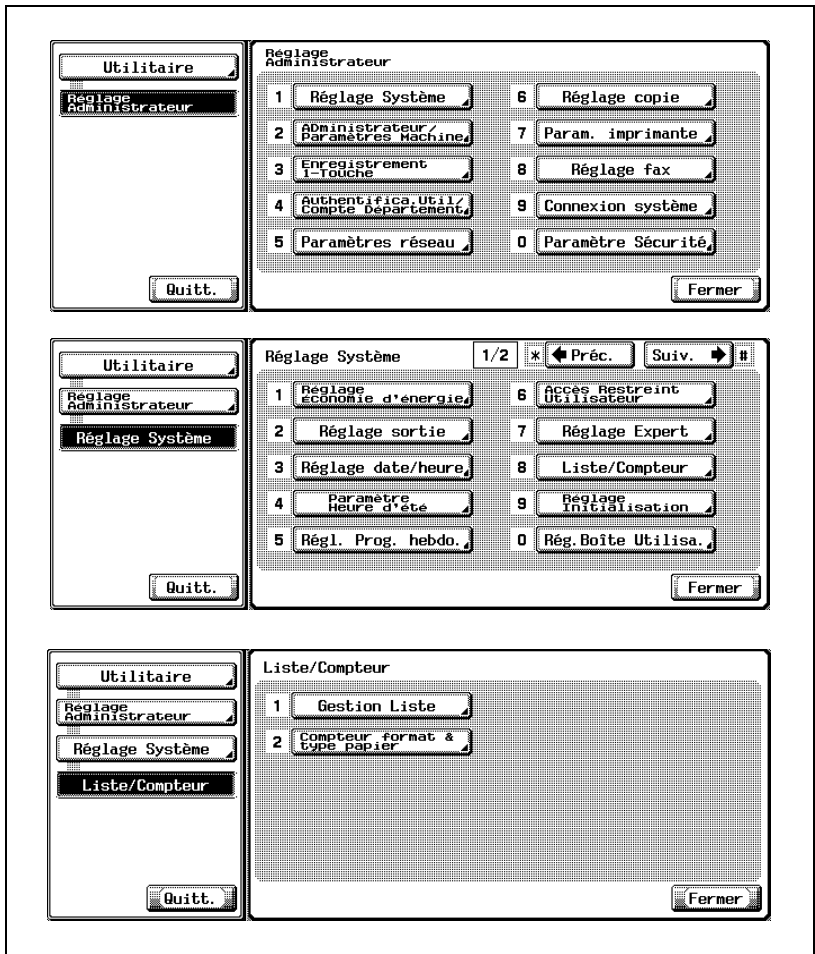 Utilitaire
Réglage
Administrateur
Quitt.
Réglage
Administrateur
1 Réglage Système
2 ADministrateur/
Paramètres Machine
3 Enregistrement
1-Touche
4 Authentifica.Util/
Compte Département
5 Paramètres réseau
6 Réglage copie
7 Param. imprimante
8 Réglage fax
9 Connexion système
0 Paramètre Sécurité
Fermer
Utilitaire
Réglage
Administrateur
Réglage Système
Quitt.
Réglage Système
1/2
* Préc.
Suiv. #
1 Réglage
économie d'énergie
2 Réglage sortie
3 Réglage date/heure
4 Paramètre
Heure d'été
5 Régl. Prog. hebdo.
6 Accès Restreint
Utilisateur
7 Réglage Expert
8 Liste/Compteur
9 Réglage
Initialisation
0 Rég.Boîte Utilisa.
Fermer
Utilitaire
Réglage
Administrateur
Réglage Système
Liste/Compteur
Quitt.
Liste/Compteur
1 Gestion Liste
2 Compteur format &
type papier
Fermer